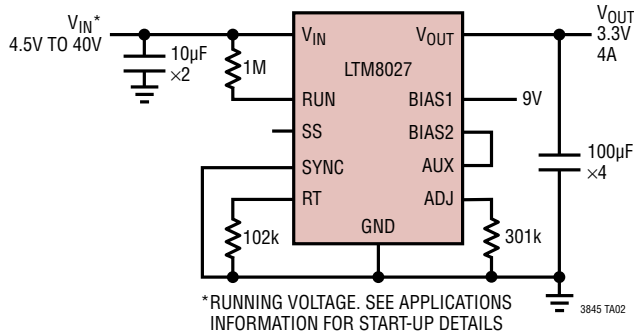 VIN*
4.5V TO 40V
10µF
×2
1M
VIN
VOUT
LTM8027
RUN
BIAS1
9V
SS
BIAS2
SYNC
AUX
RT
ADJ
GND
102k
301k
VOUT
3.3V
4A
100µF
×4
*RUNNING VOLTAGE. SEE APPLICATIONS
INFORMATION FOR START-UP DETAILS
3845 TA02